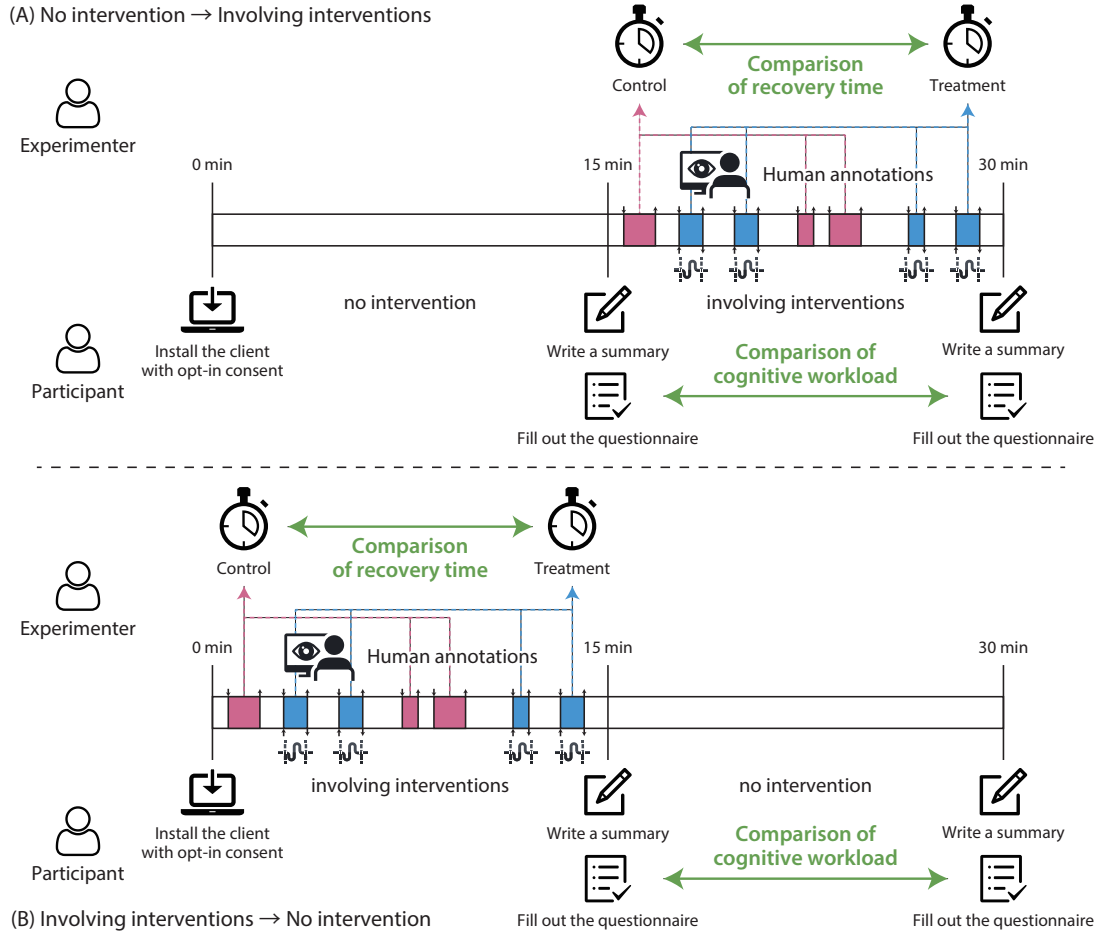 (A) No intervention → Involving interventions
Control
Comparison
of recovery time
Treatment
Experimenter
0 min
15 min
Human annotations
30 min
no intervention
involving interventions
Install the client
with opt-in consent
Participant
Write a summary
Comparison of
cognitive workload
Write a summary
Fill out the questionnaire
Fill out the questionnaire
Control
Comparison
of recovery time
Treatment
Experimenter
0 min
Human annotations
15 min
30 min
involving interventions
no intervention
Install the client
with opt-in consent
Participant
Write a summary
Comparison of
cognitive workload
Write a summary
Fill out the questionnaire
Fill out the questionnaire
(B) Involving interventions → No intervention